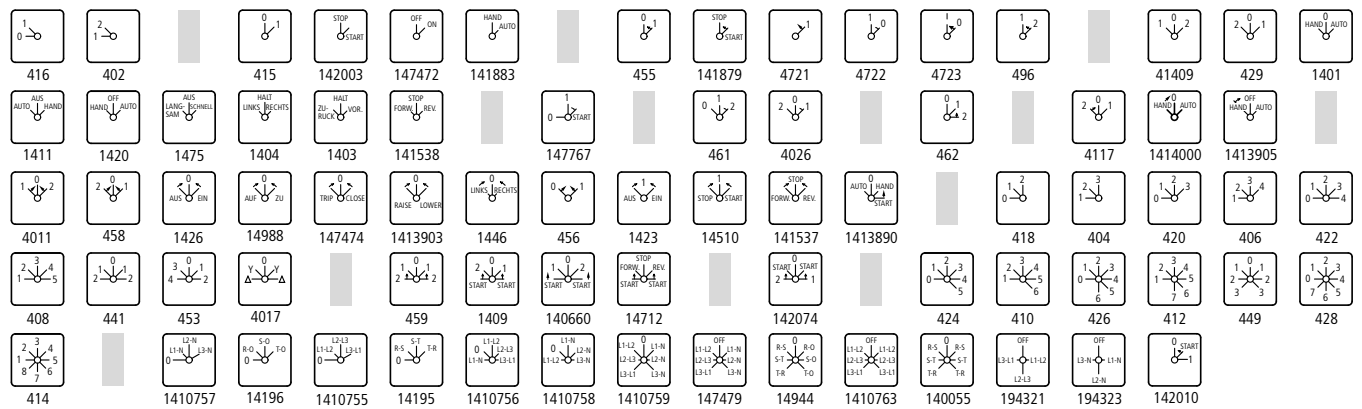 1 0
2 1
0 1
STOP START
OFF ON
HAND AUTO
0 1
STOP START
1
1 0
I 0
1 2
1 0 2
2 0 1
HAND 0 AUTO
416 402 415 142003 147472 141883 455 141879 4721 4722 4723 496 41409 429 1401
AUTO AUS HAND
HAND OFF AUTO
LANG-SAM AUS SCHNELL
LINKS HALT RECHTS
ZU-RUCK HALT VOR.
FORW. STOP REV.
0 1 START
0 1 2
2 0 1
0 1 2
2 0 1
HAND 0 AUTO
HAND OFF AUTO
1411 1420 1475 1404 1403 141538 147767 461 4026 462 4117 1414000 1413905
1 0 2
2 0 1
AUS 0 EIN
AUF 0 ZU
TRIP 0 CLOSE
RAISE 0 LOWER
LINKS 0 RECHTS
0 1
AUS 1 EIN
STOP 1 START
FORW. STOP REV.
AUTO 0 HAND START
0 1 2
1 2 3
0 1 2 3
1 2 3 4
0 1 2 3 4
4011 458 1426 14988 147474 1413903 1446 456 1423 14510 141537 1413890 418 404 420 406 422
1 2 3 4 5
2 1 0 1 2
4 3 0 1 2
Δ Y 0 Y Δ
2 1 0 1 2
START 2 0 1 START
START 1 0 2 START
START FORW. STOP REV. START
START 2 0 START 1
0 1 2 3 4 5
1 2 3 4 5 6
0 1 2 3 4 5 6
1 2 3 4 5 6 7
3 2 1 0 1 2 3
0 1 2 3 4 5 6 7
408 441 453 4017 459 1409 140660 14712 142074 424 410 426 412 449 428
1 2 3 4 5 6 7 8
0 L1-N L2-N L3-N
0 R-O S-O T-O
0 L1-L2 L2-L3 L3-L1
0 R-S S-T T-R
0 L1-L2 L2-L3 L3-L1
0 L1-N L2-N L3-N
L1-L2 L2-L3 L3-L1 0 L1-N L2-N L3-N
L1-L2 L2-L3 L3-L1 OFF L1-N L2-N L3-N
R-S S-T T-R 0 R-O S-O T-O
L1-L2 L2-L3 L3-L1 OFF L1-L2 L2-L3 L3-L1
R-S S-T T-R 0 R-S S-T T-R
L3-L1 OFF L1-L2 L2-L3
L3-N OFF L1-N L2-N
0 START 1
414 1410757 14196 1410755 14195 1410756 1410758 1410759 147479 14944 1410763 140055 194321 194323 142010